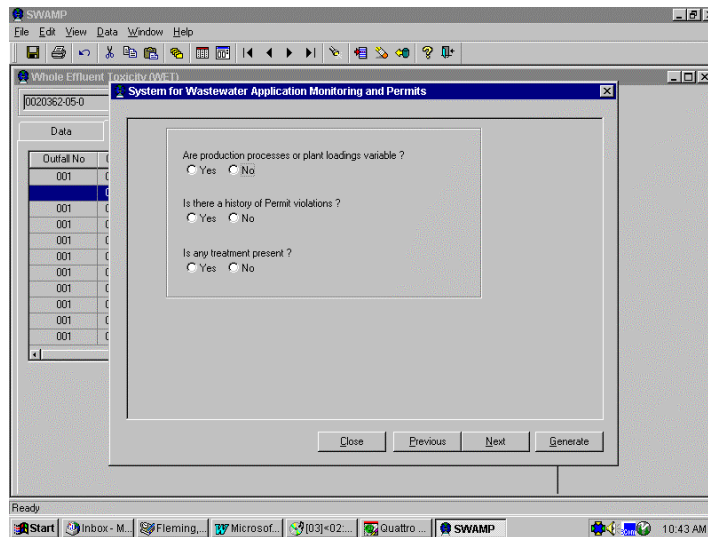 SWAMP
File Edit View Data Window Help
Whole Effluent Toxicity (WET)
System for Wastewater Application Monitoring and Permits
0020362-05-0
Data
Outfall No
001
001
001
001
001
001
001
001
001
001
Are production processes or plant loadings variable ?
Yes No
Is there a history of Permit violations ?
Yes No
Is any treatment present ?
Yes No
Close Previous Next Generate
Ready
Start Inbox - M... Fleming,... Microsof... [03]<02:... Quattro ... SWAMP 10:43 AM